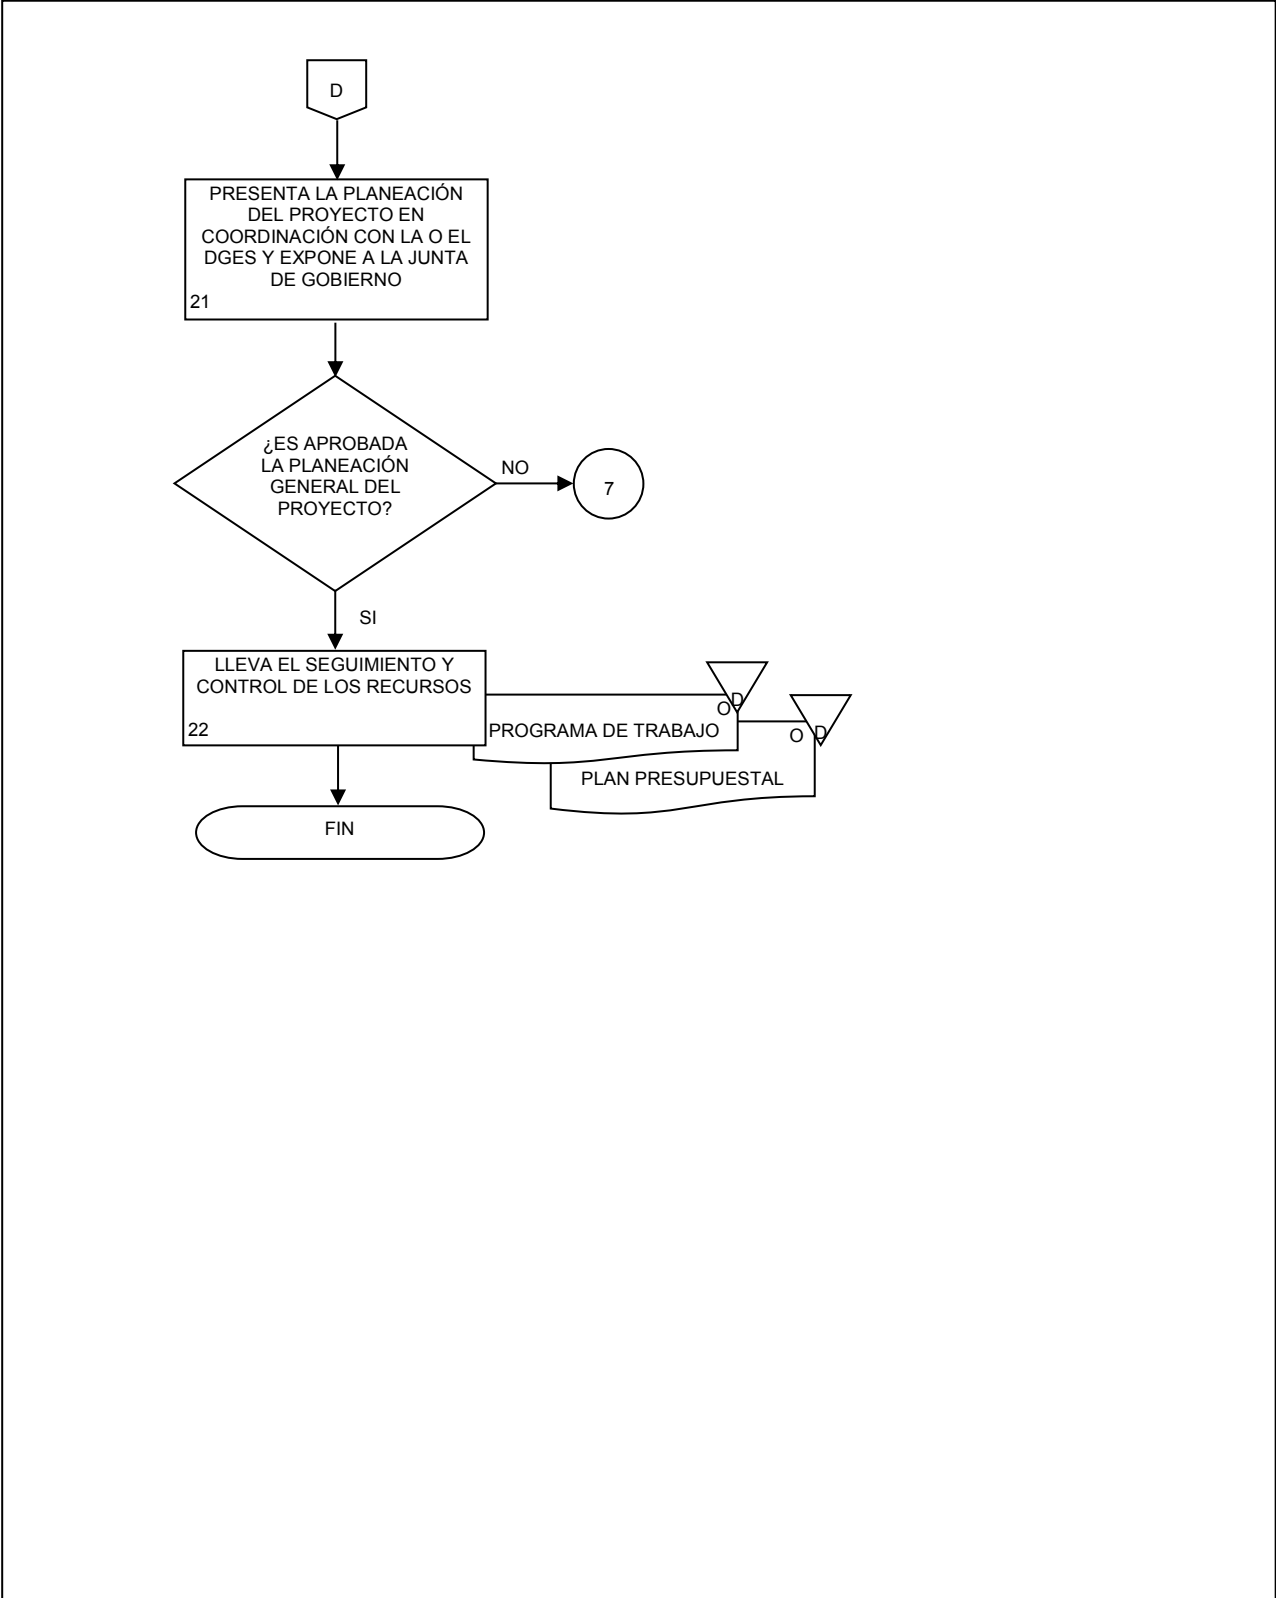 D
PRESENTA LA PLANEACIÓN
DEL PROYECTO EN
COORDINACIÓN CON LA O EL
DGES Y EXPONE A LA JUNTA
DE GOBIERNO
21
¿ES APROBADA
LA PLANEACIÓN
GENERAL DEL
PROYECTO?
NO
7
SI
LLEVA EL SEGUIMIENTO Y
CONTROL DE LOS RECURSOS
22
D
O
PROGRAMA DE TRABAJO
D
O
PLAN PRESUPUESTAL
FIN